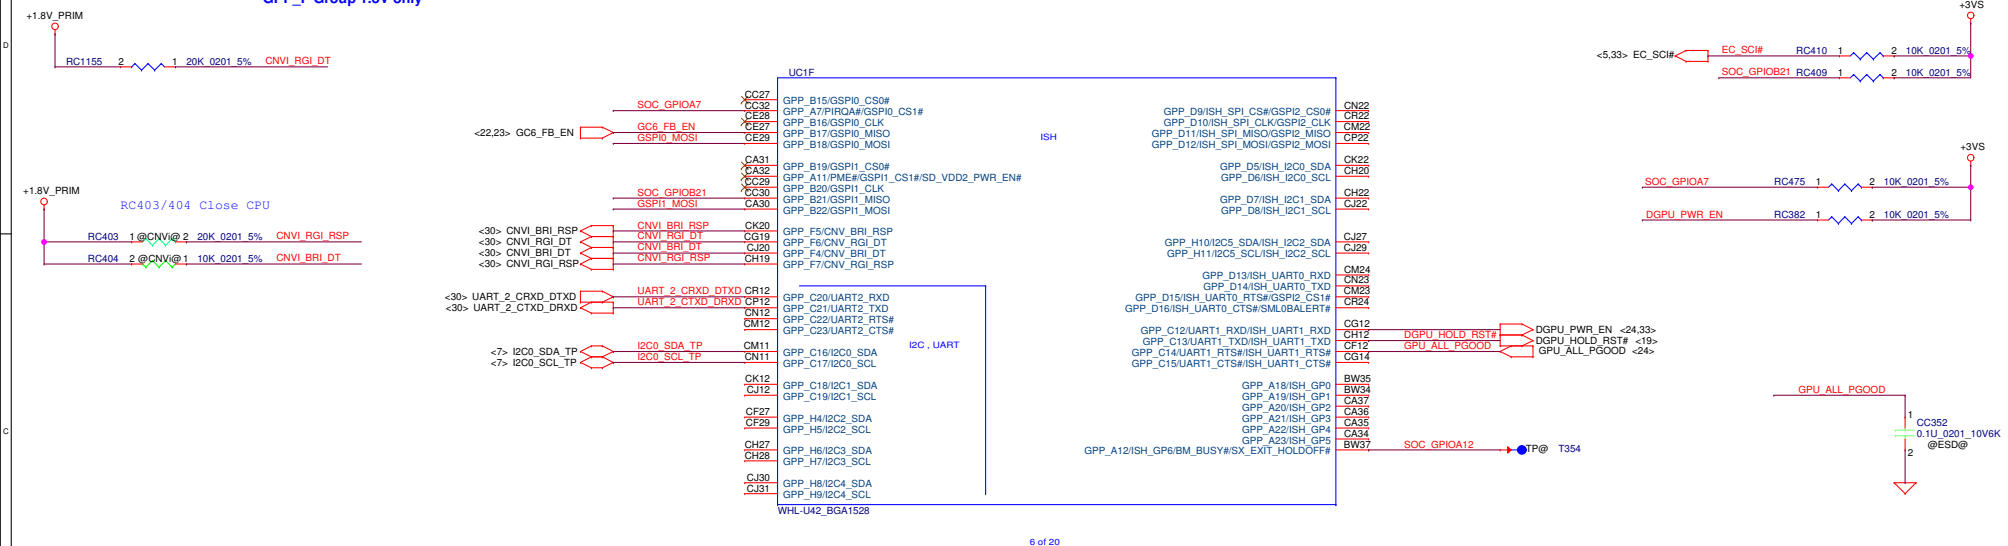 +1.8V_PRIM
D
RC1155 2 1 20K_0201_5% CNVI_RGI_DT
+1.8V_PRIM
RC403/404 Close CPU
RC403 1 @CNVi@ 2 20K_0201_5% CNVI_RGI_RSP
RC404 2 @CNVi@ 1 10K_0201_5% CNVI_BRI_DT
C
UC1F
CC27 GPP_B15/GSPI0_CS0#
SOC_GPIOA7 CC32 GPP_A7/PIRQA#/GSPI0_CS1#
CE28 GPP_B16/GSPI0_CLK
<22,23> GC6_FB_EN GC6_FB_EN CE27 GPP_B17/GSPI0_MISO
GSPI0_MOSI CE29 GPP_B18/GSPI0_MOSI
CA31 GPP_B19/GSPI1_CS0#
CA32 GPP_A11/PME#/GSPI1_CS1#/SD_VDD2_PWR_EN#
CC29 GPP_B20/GSPI1_CLK
SOC_GPIOB21 CC30 GPP_B21/GSPI1_MISO
GSPI1_MOSI CA30 GPP_B22/GSPI1_MOSI
<30> CNVI_BRI_RSP CNVI_BRI_RSP CK20 GPP_F5/CNV_BRI_RSP
<30> CNVI_RGI_DT CNVI_RGI_DT CG19 GPP_F6/CNV_RGI_DT
<30> CNVI_BRI_DT CNVI_BRI_DT CJ20 GPP_F4/CNV_BRI_DT
<30> CNVI_RGI_RSP CNVI_RGI_RSP CH19 GPP_F7/CNV_RGI_RSP
<30> UART_2_CRXD_DTXD UART_2_CRXD_DTXD CR12 GPP_C20/UART2_RXD
<30> UART_2_CTXD_DRXD UART_2_CTXD_DRXD CP12 GPP_C21/UART2_TXD
CN12 GPP_C22/UART2_RTS#
CM12 GPP_C23/UART2_CTS#
<7> I2C0_SDA_TP I2C0_SDA_TP CM11 GPP_C16/I2C0_SDA
<7> I2C0_SCL_TP I2C0_SCL_TP CN11 GPP_C17/I2C0_SCL
CK12 GPP_C18/I2C1_SDA
CJ12 GPP_C19/I2C1_SCL
CF27 GPP_H4/I2C2_SDA
CF29 GPP_H5/I2C2_SCL
CH27 GPP_H6/I2C3_SDA
CH28 GPP_H7/I2C3_SCL
CJ30 GPP_H8/I2C4_SDA
CJ31 GPP_H9/I2C4_SCL
WHL-U42_BGA1528
ISH
I2C , UART
GPP_D9/ISH_SPI_CS#/GSPI2_CS0# CN22
GPP_D10/ISH_SPI_CLK/GSPI2_CLK CR22
GPP_D11/ISH_SPI_MISO/GSPI2_MISO CM22
GPP_D12/ISH_SPI_MOSI/GSPI2_MOSI CP22
GPP_D5/ISH_I2C0_SDA CK22
GPP_D6/ISH_I2C0_SCL CH20
GPP_D7/ISH_I2C1_SDA CH22
GPP_D8/ISH_I2C1_SCL CJ22
GPP_H10/I2C5_SDA/ISH_I2C2_SDA CJ27
GPP_H11/I2C5_SCL/ISH_I2C2_SCL CJ29
GPP_D13/ISH_UART0_RXD CM24
GPP_D14/ISH_UART0_TXD CN23
GPP_D15/ISH_UART0_RTS#/GSPI2_CS1# CM23
GPP_D16/ISH_UART0_CTS#/SML0BALERT# CR24
GPP_C12/UART1_RXD/ISH_UART1_RXD CG12 DGPU_PWR_EN <24,33>
GPP_C13/UART1_TXD/ISH_UART1_TXD CH12 DGPU_HOLD_RST# DGPU_HOLD_RST# <19>
GPP_C14/UART1_RTS#/ISH_UART1_RTS# CF12 GPU_ALL_PGOOD GPU_ALL_PGOOD <24>
GPP_C15/UART1_CTS#/ISH_UART1_CTS# CG14
GPP_A18/ISH_GP0 BW35
GPP_A19/ISH_GP1 BW34
GPP_A20/ISH_GP2 CA37
GPP_A21/ISH_GP3 CA36
GPP_A22/ISH_GP4 CA35
GPP_A23/ISH_GP5 CA34
GPP_A12/ISH_GP6/BM_BUSY#/SX_EXIT_HOLDOFF# BW37 SOC_GPIOA12 TP@ T354
6 of 20
+3VS
<5,33> EC_SCI# EC_SCI# RC410 1 2 10K_0201_5%
SOC_GPIOB21 RC409 1 2 10K_0201_5%
+3VS
SOC_GPIOA7 RC475 1 2 10K_0201_5%
DGPU_PWR_EN RC382 1 2 10K_0201_5%
GPU_ALL_PGOOD
1
CC352
0.1U_0201_10V6K
@ESD@
2